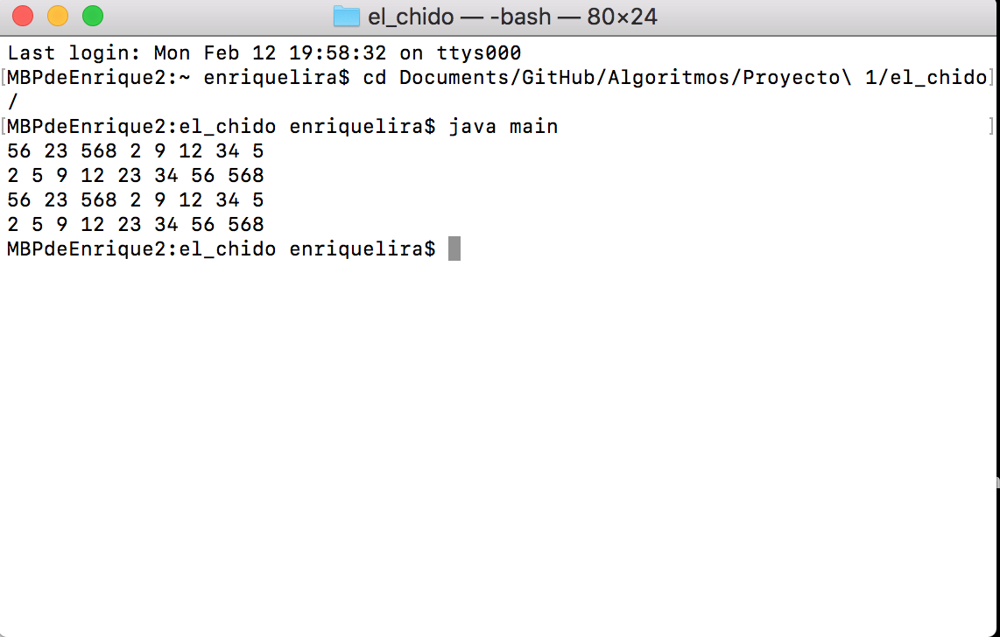 el_chido — -bash — 80×24
Last login: Mon Feb 12 19:58:32 on ttys000
[MBPdeEnrique2:~ enriquelira$ cd Documents/GitHub/Algoritmos/Proyecto\ 1/el_chido]
/
[MBPdeEnrique2:el_chido enriquelira$ java main ]
56 23 568 2 9 12 34 5
2 5 9 12 23 34 56 568
56 23 568 2 9 12 34 5
2 5 9 12 23 34 56 568
MBPdeEnrique2:el_chido enriquelira$